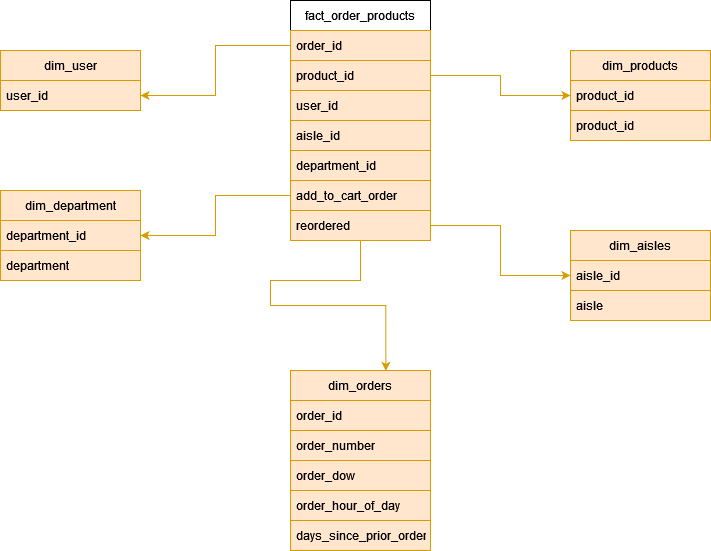 fact_order_products
order_id
product_id
user_id
aisle_id
department_id
add_to_cart_order
reordered
dim_user
user_id
dim_products
product_id
product_id
dim_department
department_id
department
dim_aisles
aisle_id
aisle
dim_orders
order_id
order_number
order_dow
order_hour_of_day
days_since_prior_order